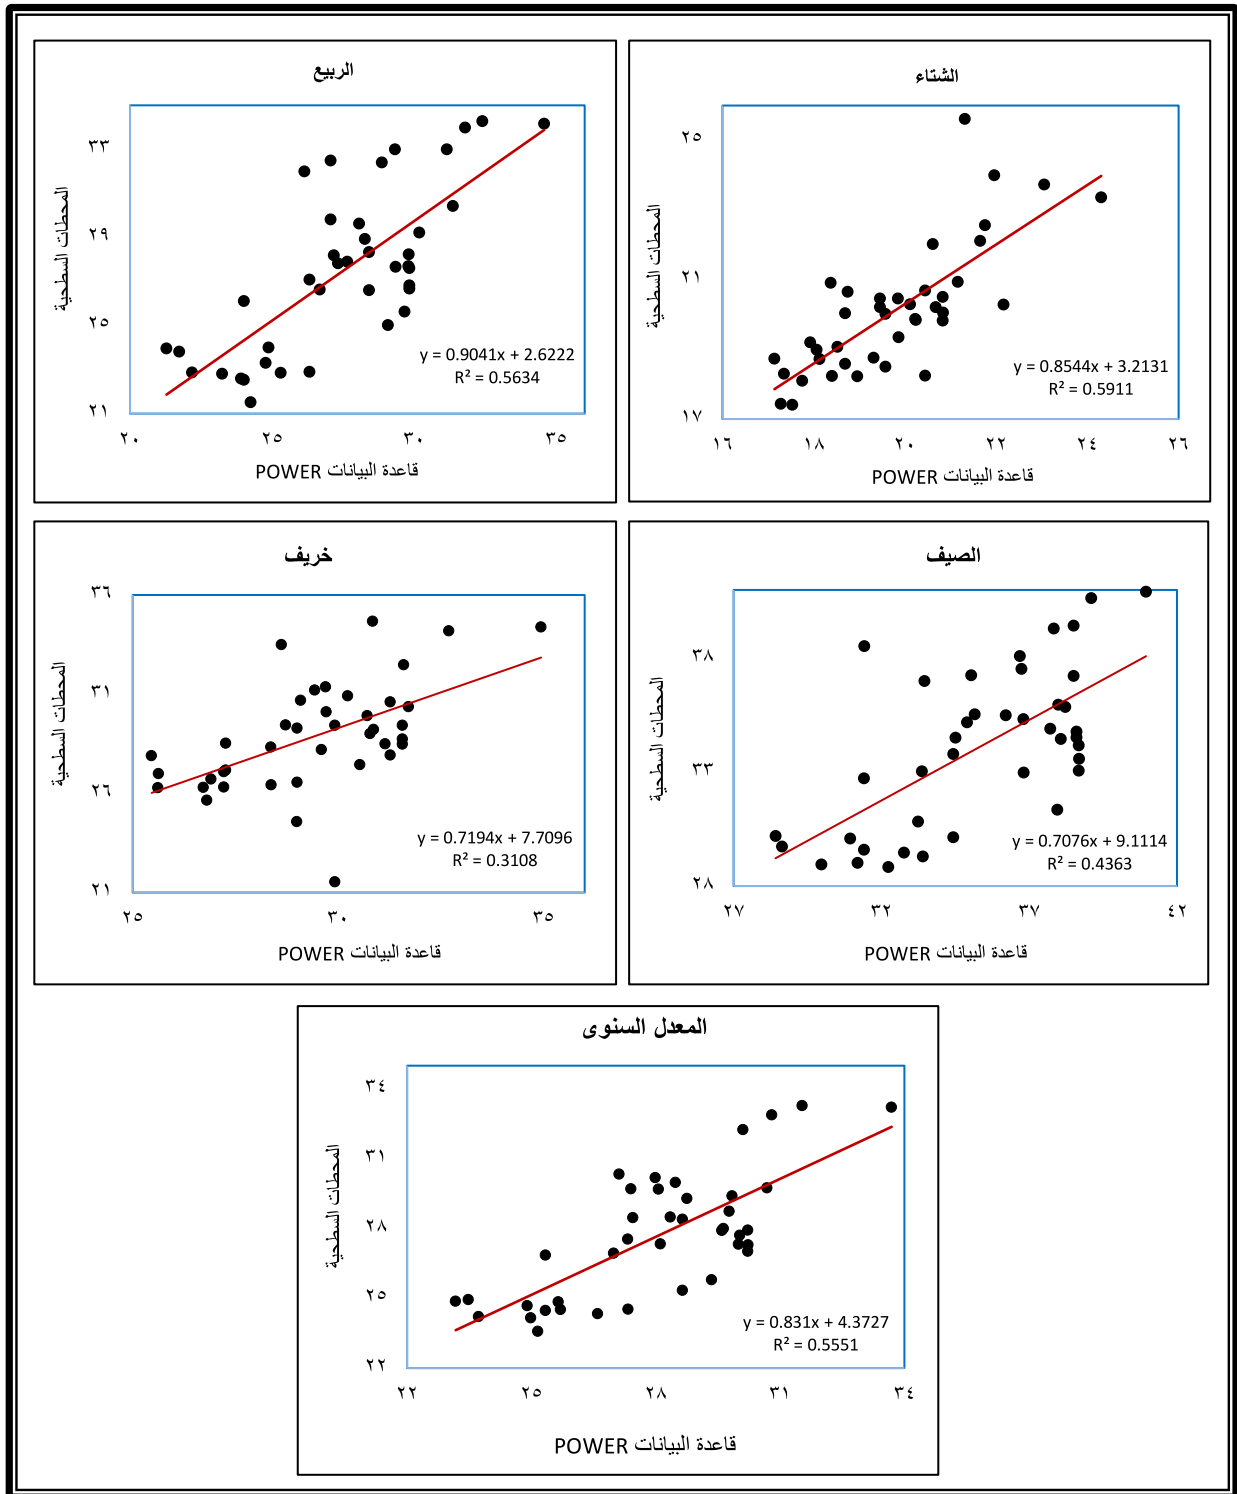 الشتاء
٢٥
٢١
١٧
المحطات السطحية
y = 0.8544x + 3.2131
R² = 0.5911
١٦ ١٨ ٢٠ ٢٢ ٢٤ ٢٦
قاعدة البيانات POWER
الربيع
٣٣
٢٩
٢٥
٢١
المحطات السطحية
y = 0.9041x + 2.6222
R² = 0.5634
٢٠ ٢٥ ٣٠ ٣٥
قاعدة البيانات POWER
الصيف
٣٨
٣٣
٢٨
المحطات السطحية
y = 0.7076x + 9.1114
R² = 0.4363
٢٧ ٣٢ ٣٧ ٤٢
قاعدة البيانات POWER
خريف
٣٦
٣١
٢٦
٢١
المحطات السطحية
y = 0.7194x + 7.7096
R² = 0.3108
٢٥ ٣٠ ٣٥
قاعدة البيانات POWER
المعدل السنوى
٣٤
٣١
٢٨
٢٥
٢٢
المحطات السطحية
y = 0.831x + 4.3727
R² = 0.5551
٢٢ ٢٥ ٢٨ ٣١ ٣٤
قاعدة البيانات POWER